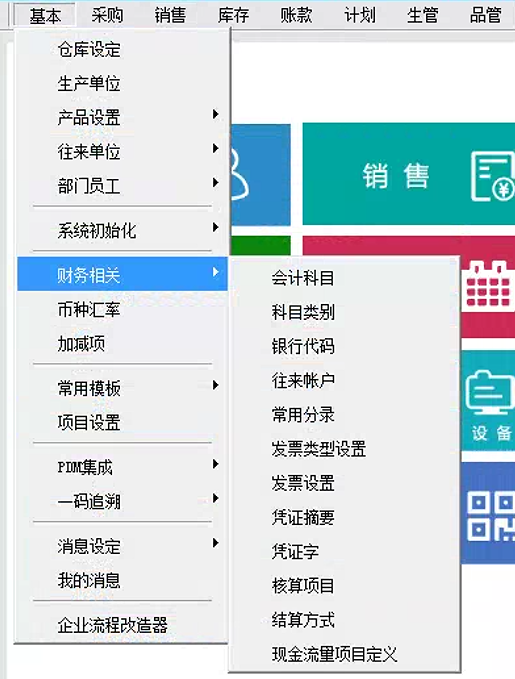 基本 采购 销售 库存 账款 计划 生管 品管
仓库设定
生产单位
产品设置
往来单位
部门员工
系统初始化
财务相关
币种汇率
加减项
常用模板
项目设置
PDM集成
一码追溯
消息设定
我的消息
企业流程改造器
会计科目
科目类别
银行代码
往来帐户
常用分录
发票类型设置
发票设置
凭证摘要
凭证字
核算项目
结算方式
现金流量项目定义
销售
设备